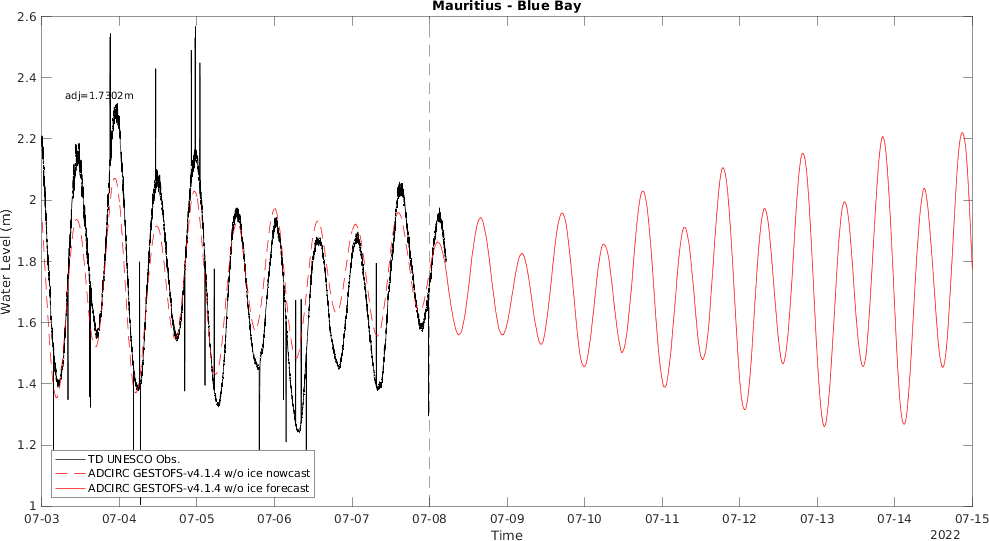 Mauritius - Blue Bay
2.6
2.4
2.2
2
1.8
1.6
1.4
1.2
1
Water Level (m)
adj=1.7302m
TD UNESCO Obs.
ADCIRC GESTOFS-v4.1.4 w/o ice nowcast
ADCIRC GESTOFS-v4.1.4 w/o ice forecast
07-03 07-04 07-05 07-06 07-07 07-08 07-09 07-10 07-11 07-12 07-13 07-14 07-15
Time
2022